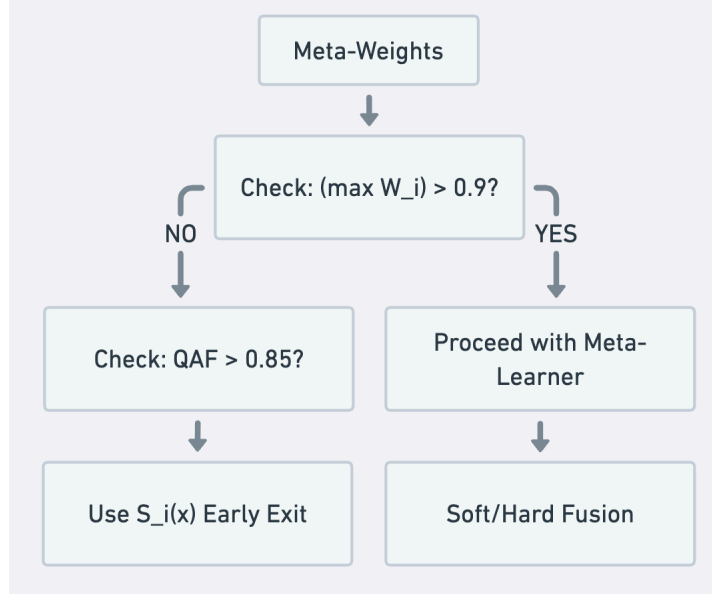 Meta-Weights
Check: (max W_i) > 0.9?
NO
YES
Check: QAF > 0.85?
Proceed with Meta-
Learner
Use S_i(x) Early Exit
Soft/Hard Fusion